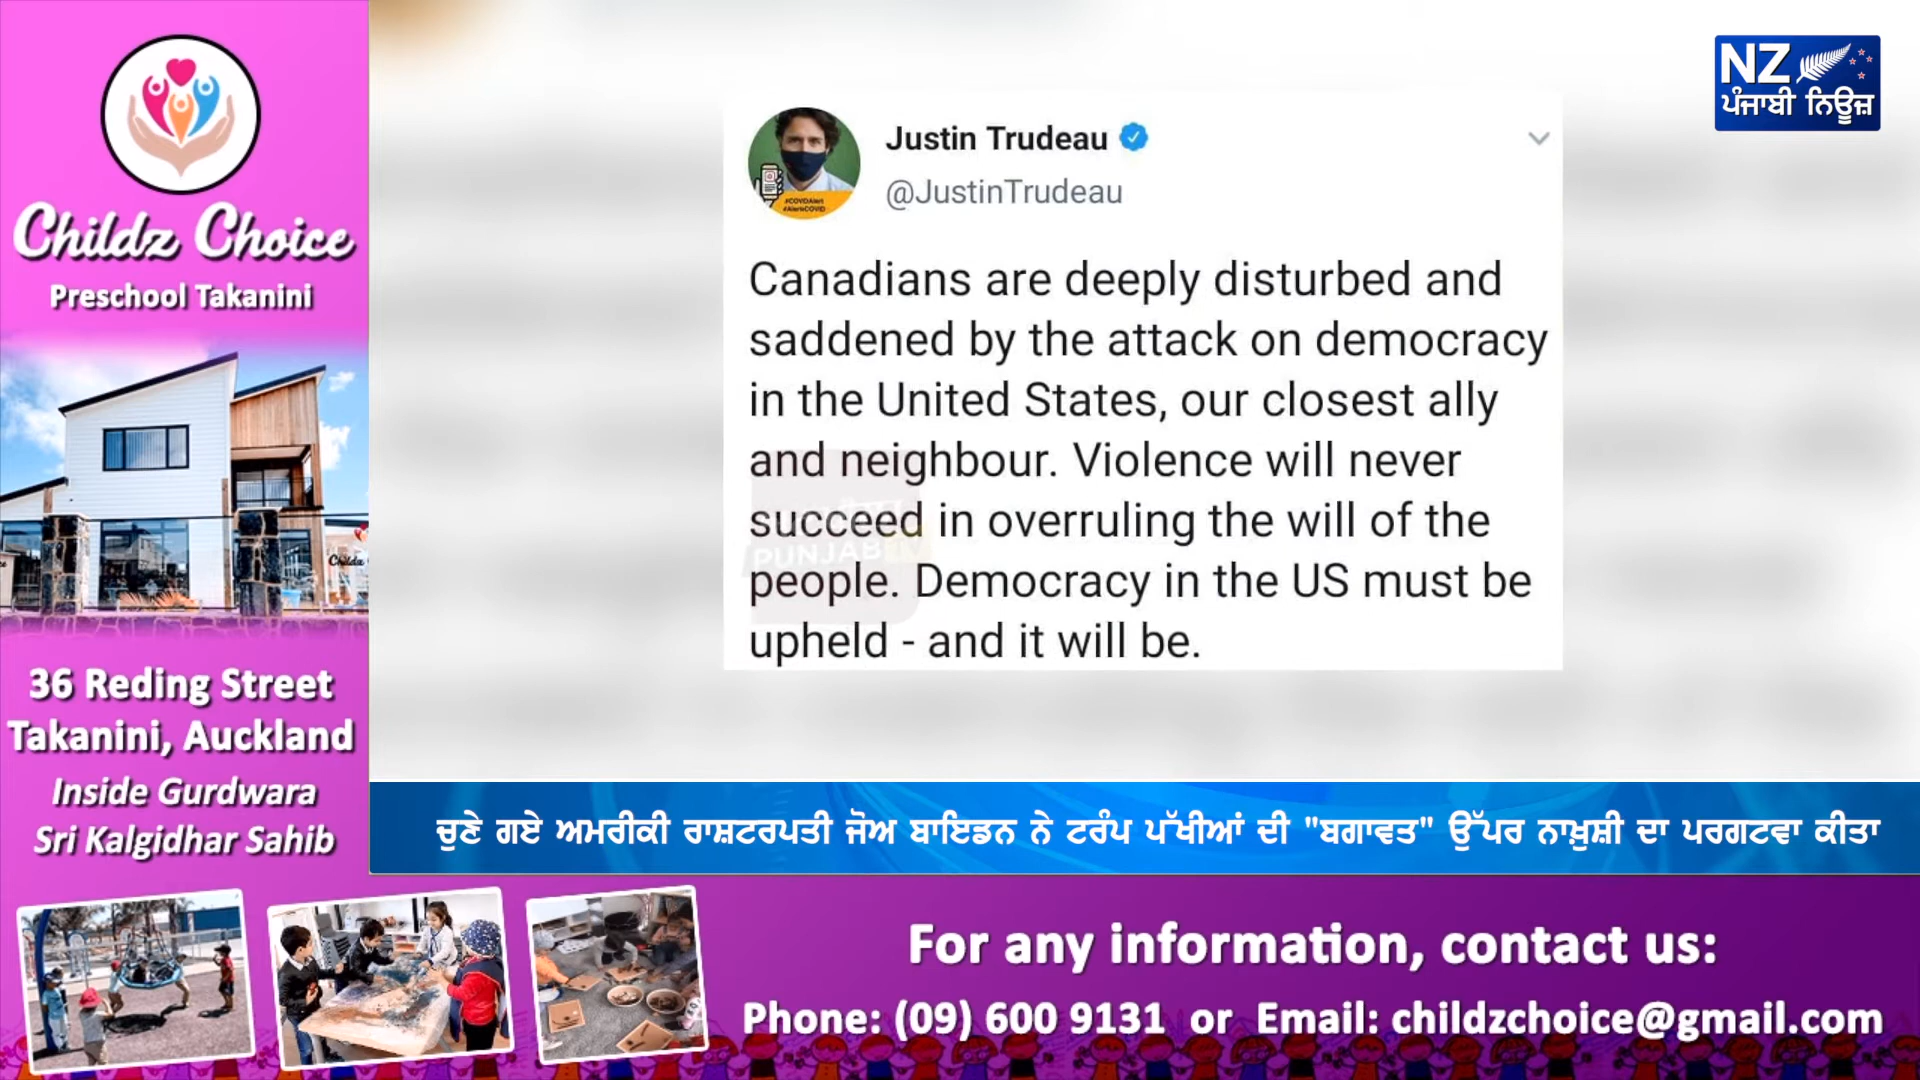 Childz Choice
Preschool Takanini
36 Reding Street
Takanini, Auckland
Inside Gurdwara
Sri Kalgidhar Sahib
NZ
ਪੰਜਾਬੀ ਨਿਊਜ਼
Justin Trudeau
@JustinTrudeau
#COVIDAlert
#AlerteCOVID
Canadians are deeply disturbed and
saddened by the attack on democracy
in the United States, our closest ally
and neighbour. Violence will never
succeed in overruling the will of the
people. Democracy in the US must be
upheld - and it will be.
PUNJAB
ਚੁਣੇ ਗਏ ਅਮਰੀਕੀ ਰਾਸ਼ਟਰਪਤੀ ਜੋਅ ਬਾਇਡਨ ਨੇ ਟਰੰਪ ਪੱਖੀਆਂ ਦੀ "ਬਗਾਵਤ" ਉੱਪਰ ਨਾਖ਼ੁਸ਼ੀ ਦਾ ਪਰਗਟਵਾ ਕੀਤਾ
For any information, contact us:
Phone: (09) 600 9131 or Email: childzchoice@gmail.com